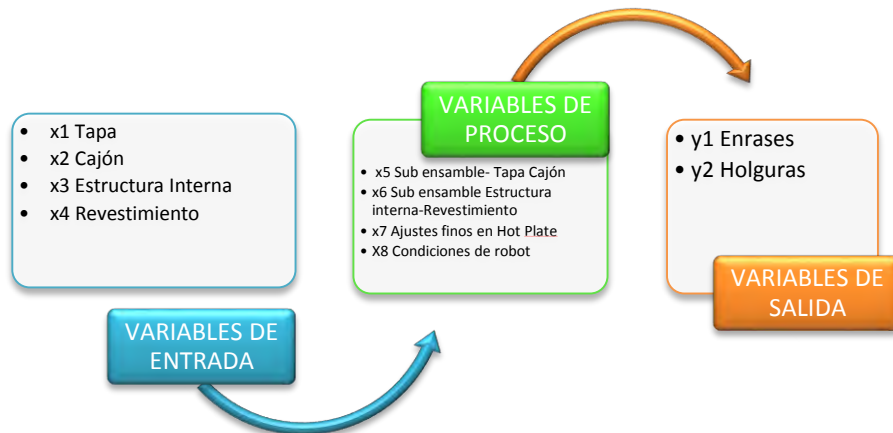 • x1 Tapa
• x2 Cajón
• x3 Estructura Interna
• x4 Revestimiento
VARIABLES DE
ENTRADA
VARIABLES DE
PROCESO
• x5 Sub ensamble- Tapa Cajón
• x6 Sub ensamble Estructura
interna-Revestimiento
• x7 Ajustes finos en Hot Plate
• X8 Condiciones de robot
• y1 Enrases
• y2 Holguras
VARIABLES DE
SALIDA